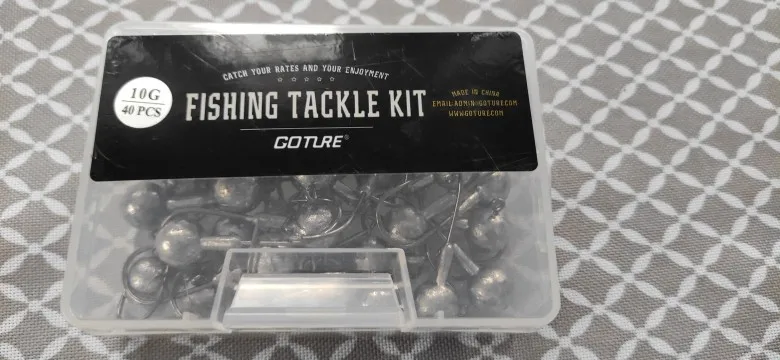 CATCH YOUR RATES AND YOUR ENJOYMENT
10G
40 PCS
FISHING TACKLE KIT
GOTURE®
MADE IN CHINA
EMAIL:ADMIN@GOTURE.COM
WWW.GOTURE.COM